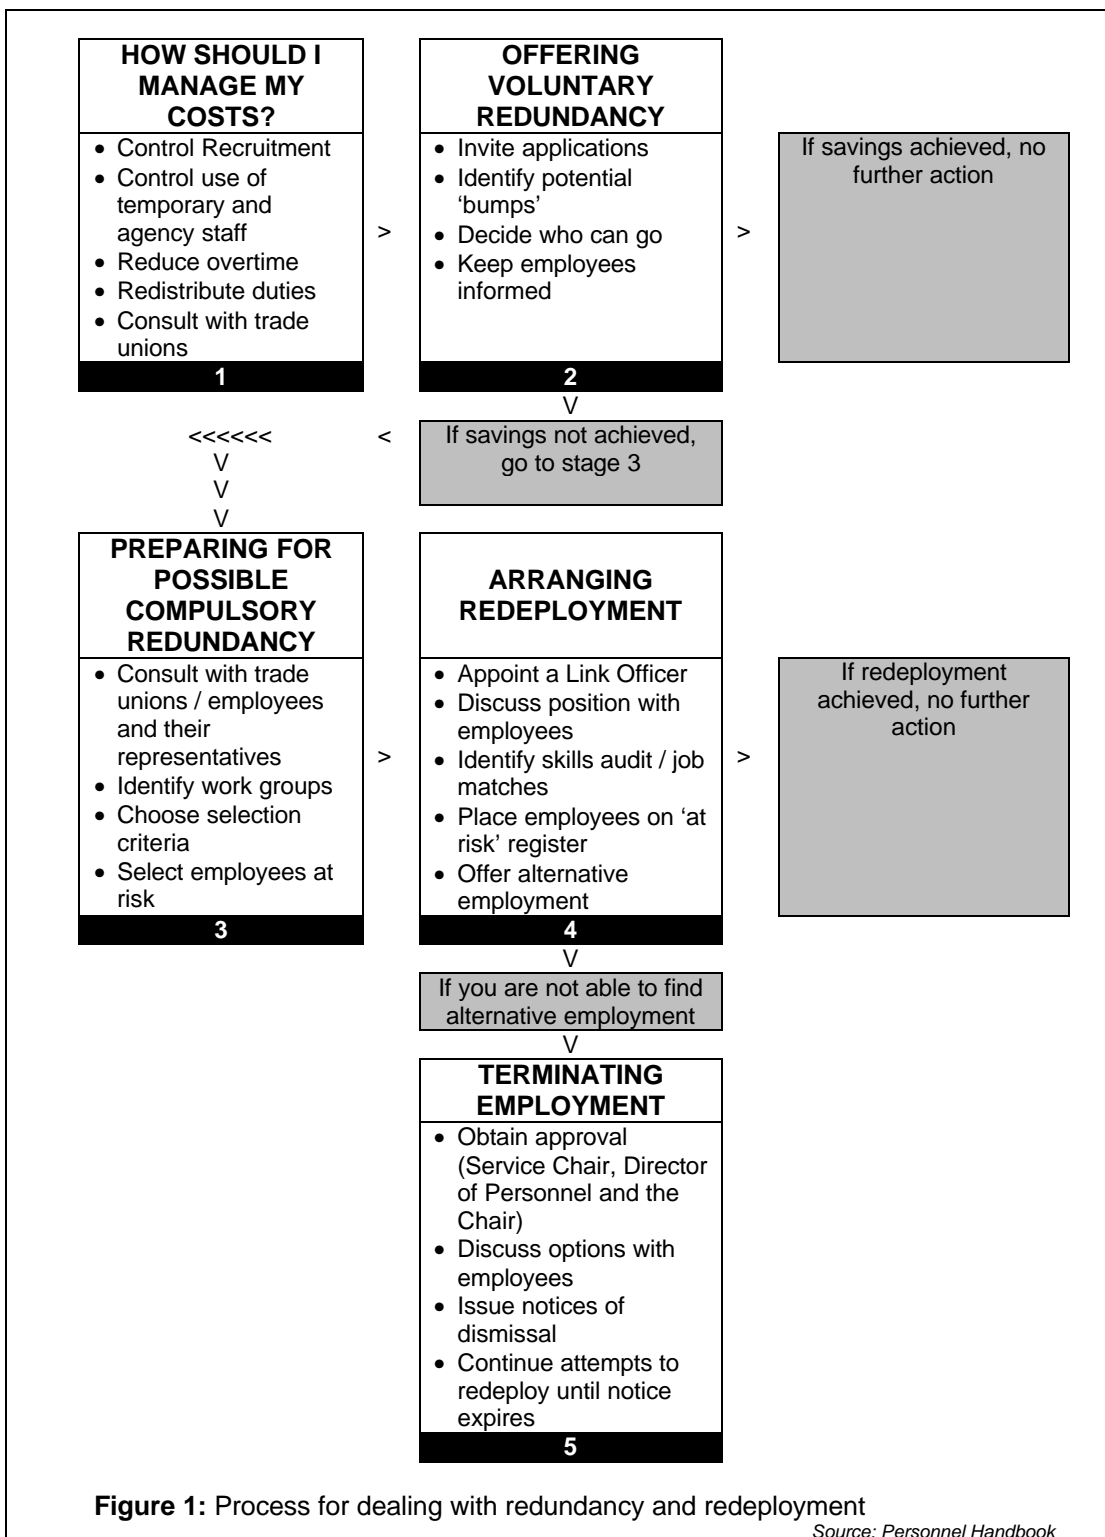 HOW SHOULD I
MANAGE MY
COSTS?
• Control Recruitment
• Control use of
temporary and
agency staff
• Reduce overtime
• Redistribute duties
• Consult with trade
unions
1
>
OFFERING
VOLUNTARY
REDUNDANCY
• Invite applications
• Identify potential
‘bumps’
• Decide who can go
• Keep employees
informed
2
>
If savings achieved, no
further action
V
If savings not achieved,
go to stage 3
<
<<<<<<
V
V
V
PREPARING FOR
POSSIBLE
COMPULSORY
REDUNDANCY
• Consult with trade
unions / employees
and their
representatives
• Identify work groups
• Choose selection
criteria
• Select employees at
risk
3
>
ARRANGING
REDEPLOYMENT
• Appoint a Link Officer
• Discuss position with
employees
• Identify skills audit / job
matches
• Place employees on ‘at
risk’ register
• Offer alternative
employment
4
>
If redeployment
achieved, no further
action
V
If you are not able to find
alternative employment
V
TERMINATING
EMPLOYMENT
• Obtain approval
(Service Chair, Director
of Personnel and the
Chair)
• Discuss options with
employees
• Issue notices of
dismissal
• Continue attempts to
redeploy until notice
expires
5
Figure 1: Process for dealing with redundancy and redeployment
Source: Personnel Handbook